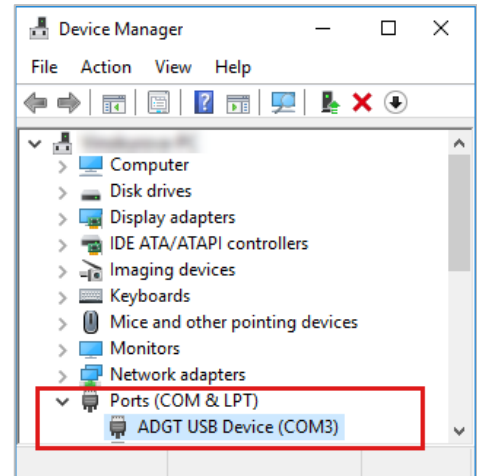 Device Manager
File Action View Help
Computer
Disk drives
Display adapters
IDE ATA/ATAPI controllers
Imaging devices
Keyboards
Mice and other pointing devices
Monitors
Network adapters
Ports (COM & LPT)
ADGT USB Device (COM3)